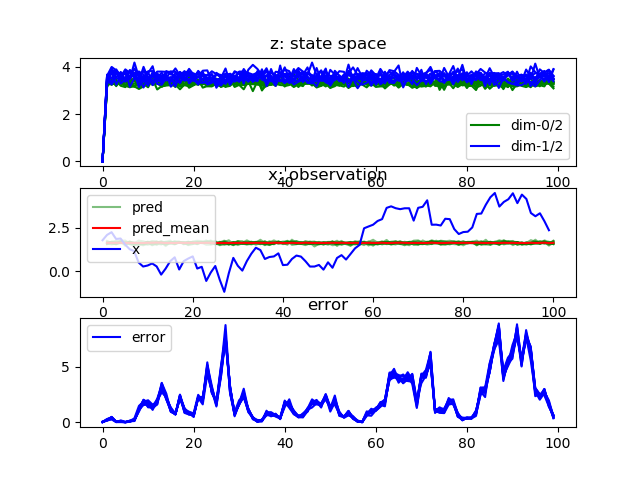 z: state space
4
2
0
dim-0/2
dim-1/2
0 20 40 60 80 100
x: observation
2.5
0.0
pred
pred_mean
x
0 20 40 60 80 100
error
5
0
error
0 20 40 60 80 100